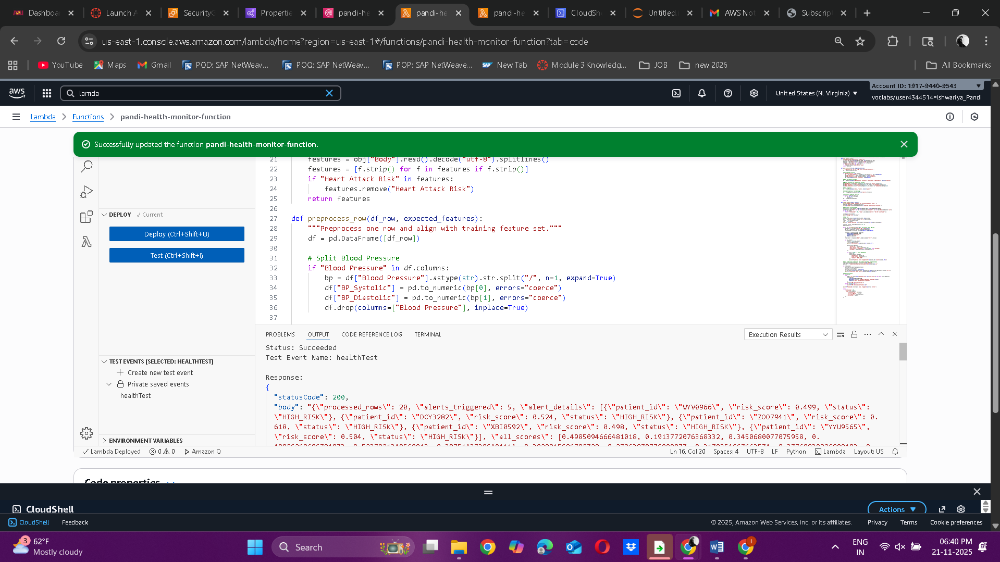 Dashboa
Launch A
SecurityG
Propertie
pandi-he
pandi-he
pandi-he
CloudSh
Untitled.
AWS Not
Subscrip
us-east-1.console.aws.amazon.com/lambda/home?region=us-east-1#/functions/pandi-health-monitor-function?tab=code
YouTube
Maps
Gmail
POD: SAP NetWeav...
POQ: SAP NetWeav...
POP: SAP NetWeave...
New Tab
Module 3 Knowledg...
JOB
new 2026
All Bookmarks
aws
lamda
United States (N. Virginia)
Account ID: 1917-9440-9543
voclabs/user4344514=Ishwariya_Pandi
Lambda
Functions
pandi-health-monitor-function
Successfully updated the function pandi-health-monitor-function.
DEPLOY ✓ Current
Deploy (Ctrl+Shift+U)
Test (Ctrl+Shift+I)
21 features = obj["Body"].read().decode("utf-8").splitlines()
22 features = [f.strip() for f in features if f.strip()]
23 if "Heart Attack Risk" in features:
24 features.remove("Heart Attack Risk")
25 return features
26
27 def preprocess_row(df_row, expected_features):
28 """Preprocess one row and align with training feature set."""
29 df = pd.DataFrame([df_row])
30
31 # Split Blood Pressure
32 if "Blood Pressure" in df.columns:
33 bp = df["Blood Pressure"].astype(str).str.split("/", n=1, expand=True)
34 df["BP_Systolic"] = pd.to_numeric(bp[0], errors="coerce")
35 df["BP_Diastolic"] = pd.to_numeric(bp[1], errors="coerce")
36 df.drop(columns=["Blood Pressure"], inplace=True)
37
TEST EVENTS [SELECTED: HEALTHTEST]
Create new test event
Private saved events
healthTest
ENVIRONMENT VARIABLES
PROBLEMS OUTPUT CODE REFERENCE LOG TERMINAL
Execution Results
Status: Succeeded
Test Event Name: healthTest
Response:
{
"statusCode": 200,
"body": "{\"processed_rows\": 20, \"alerts_triggered\": 5, \"alert_details\": [{\"patient_id\": \"WYV0966\", \"risk_score\": 0.499, \"status\":
\"HIGH_RISK\"}, {\"patient_id\": \"DCY3282\", \"risk_score\": 0.524, \"status\": \"HIGH_RISK\"}, {\"patient_id\": \"ZOO7941\", \"risk_score\": 0.
618, \"status\": \"HIGH_RISK\"}, {\"patient_id\": \"XBI0592\", \"risk_score\": 0.498, \"status\": \"HIGH_RISK\"}, {\"patient_id\": \"YYU9565\",
\"risk_score\": 0.504, \"status\": \"HIGH_RISK\"}], \"all_scores\": [0.4985094666481018, 0.1913772076368332, 0.3450680077075958, 0.
Lambda Deployed
0 0
Amazon Q
Ln 16, Col 20
Spaces: 4
UTF-8
LF
Python
Lambda
Layout: US
Code properties
CloudShell
Actions
CloudShell
Feedback
© 2025, Amazon Web Services, Inc. or its affiliates.
Privacy
Terms
Cookie preferences
3
62°F
Mostly cloudy
Search
ENG
IN
06:40 PM
21-11-2025